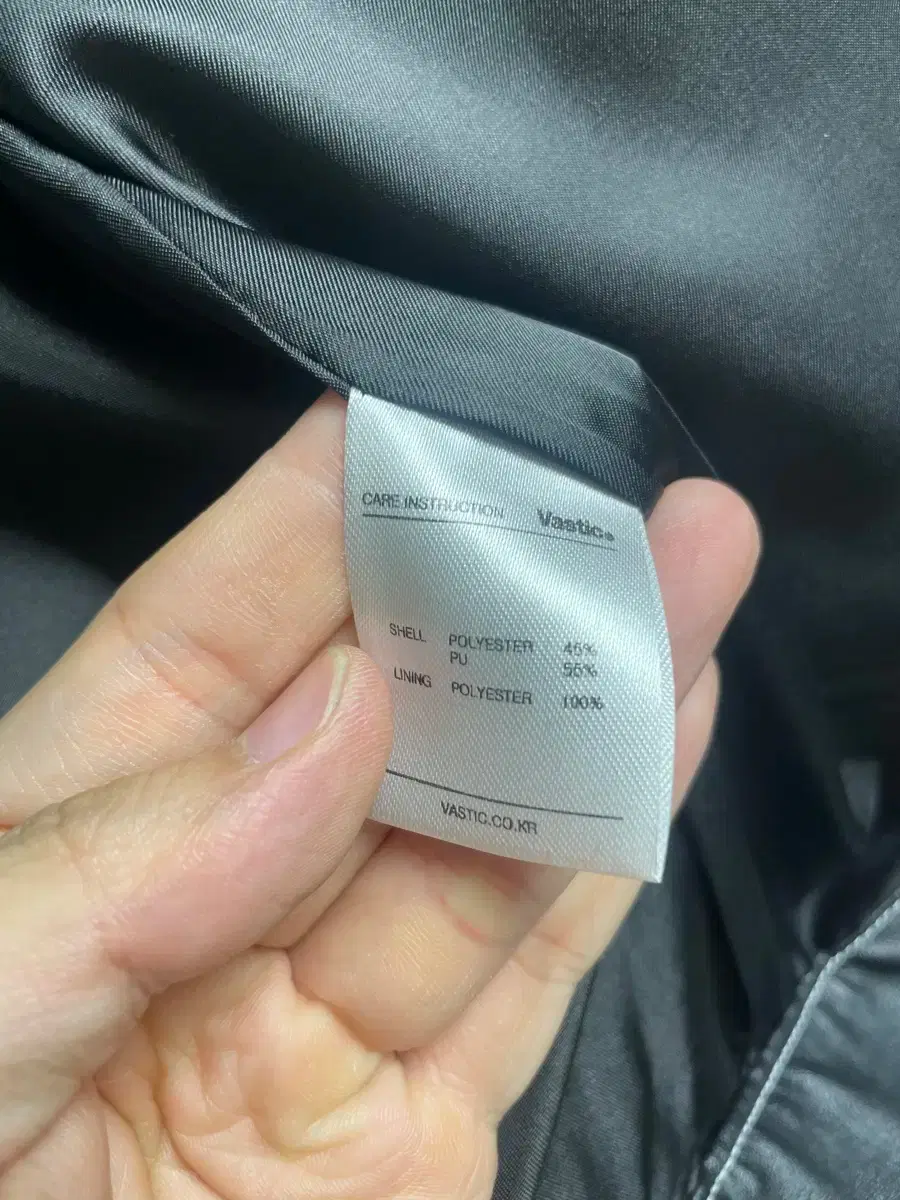 CARE INSTRUCTION Vastic.
SHELL POLYESTER 45%
PU 55%
LINING POLYESTER 100%
VASTIC.CO.KR